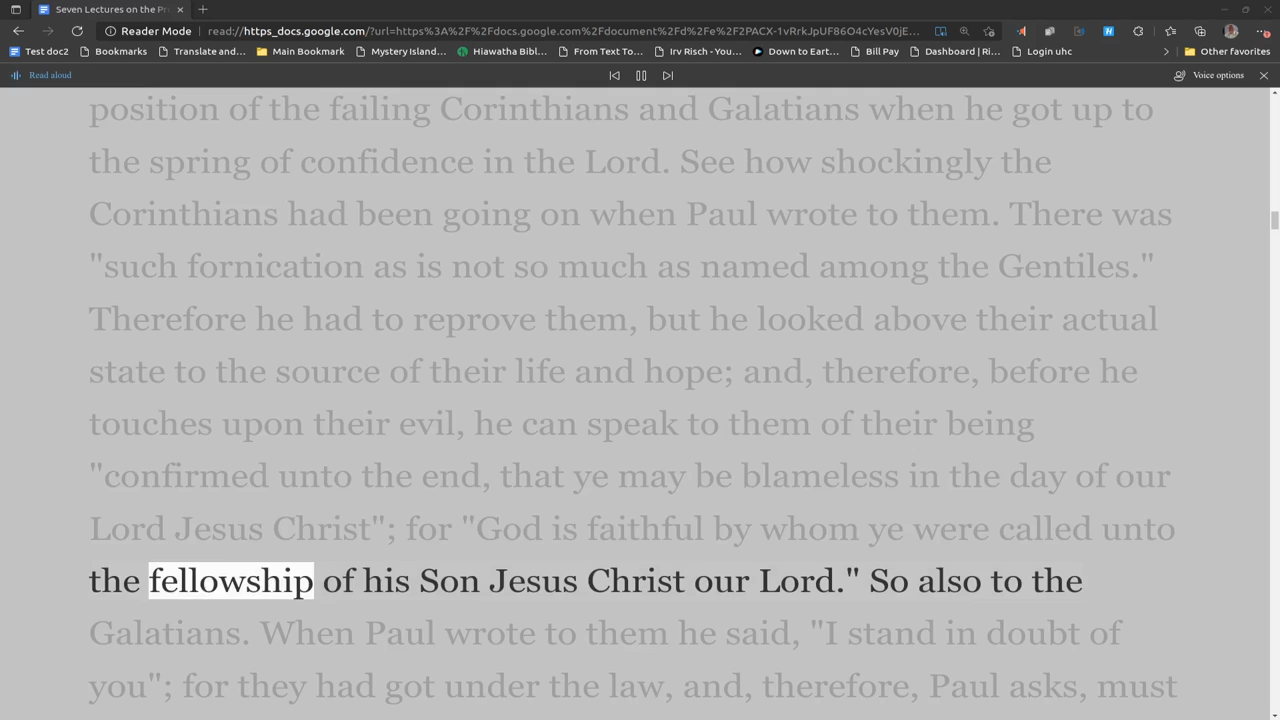 Seven Lectures on the Pr
Reader Mode
read://https_docs.google.com/?url=https%3A%2F%2Fdocs.google.com%2Fdocument%2Fd%2Fe%2F2PACX-1vRrkJpUF86O4cYesV0jE...
Test doc2
Bookmarks
Translate and...
Main Bookmark
Mystery Island...
Hiawatha Bibl...
From Text To...
Irv Risch - You...
Down to Eart...
Bill Pay
Dashboard | Ri...
Login uhc
Other favorites
Read aloud
Voice options
position of the failing Corinthians and Galatians when he got up to
the spring of confidence in the Lord. See how shockingly the
Corinthians had been going on when Paul wrote to them. There was
"such fornication as is not so much as named among the Gentiles."
Therefore he had to reprove them, but he looked above their actual
state to the source of their life and hope; and, therefore, before he
touches upon their evil, he can speak to them of their being
"confirmed unto the end, that ye may be blameless in the day of our
Lord Jesus Christ"; for "God is faithful by whom ye were called unto
the fellowship of his Son Jesus Christ our Lord." So also to the
Galatians. When Paul wrote to them he said, "I stand in doubt of
you"; for they had got under the law, and, therefore, Paul asks, must